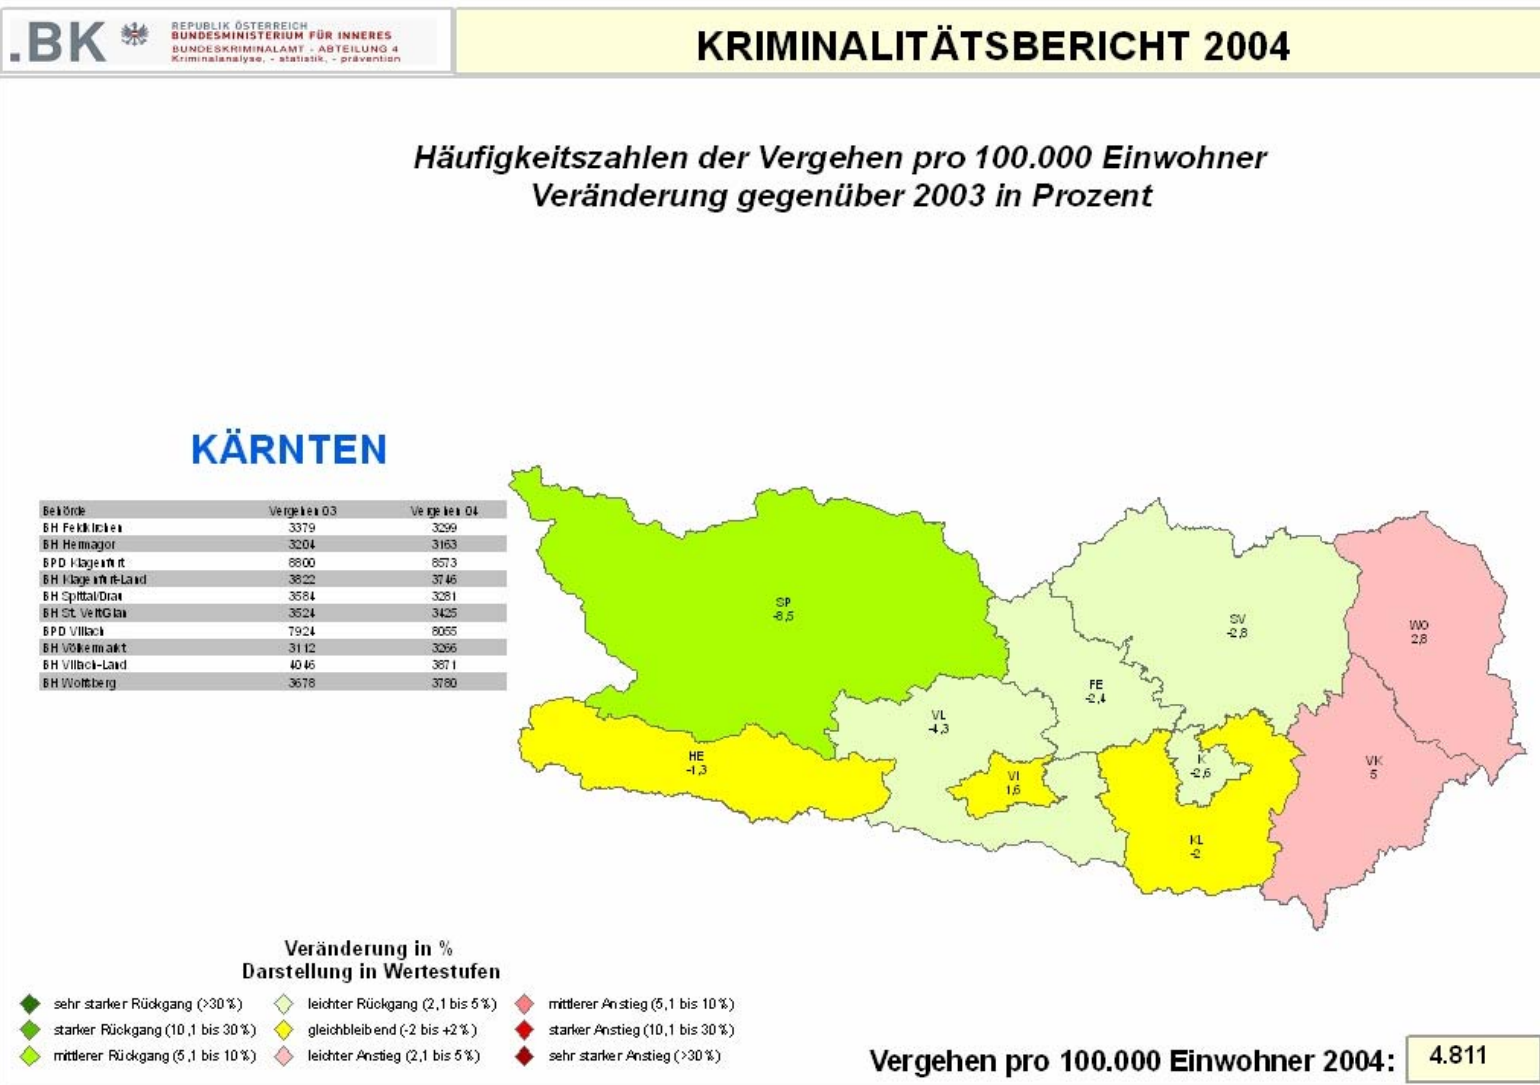 .BK
REPUBLIK ÖSTERREICH
BUNDESMINISTERIUM FÜR INNERES
BUNDESKRIMINALAMT - ABTEILUNG 4
Kriminalanalyse, - statistik, - prävention
KRIMINALITÄTSBERICHT 2004
Häufigkeitszahlen der Vergehen pro 100.000 Einwohner
Veränderung gegenüber 2003 in Prozent
KÄRNTEN
Behörde Vergehen 03 Vergehen 04
BH Feldkirchen 3379 3299
BH Hermagor 3204 3163
BPD Klagenfurt 8800 8573
BH Klagenfurt-Land 3822 3746
BH Spittal/Drau 3584 3281
BH St. Veit/Glan 3524 3425
BPD Villach 7924 8055
BH Völkermarkt 3112 3266
BH Villach-Land 4046 3871
BH Wolfsberg 3678 3780
SP
-8,5
SV
-2,8
WO
2,8
FE
-2,4
VL
-4,3
HE
-1,3
VI
1,6
K
-2,6
VK
5
KL
-2
Veränderung in %
Darstellung in Wertestufen
sehr starker Rückgang (>30%) leichter Rückgang (2,1 bis 5%) mittlerer Anstieg (5,1 bis 10%)
starker Rückgang (10,1 bis 30%) gleichbleibend (-2 bis +2%) starker Anstieg (10,1 bis 30%)
mittlerer Rückgang (5,1 bis 10%) leichter Anstieg (2,1 bis 5%) sehr starker Anstieg (>30%)
Vergehen pro 100.000 Einwohner 2004: 4.811